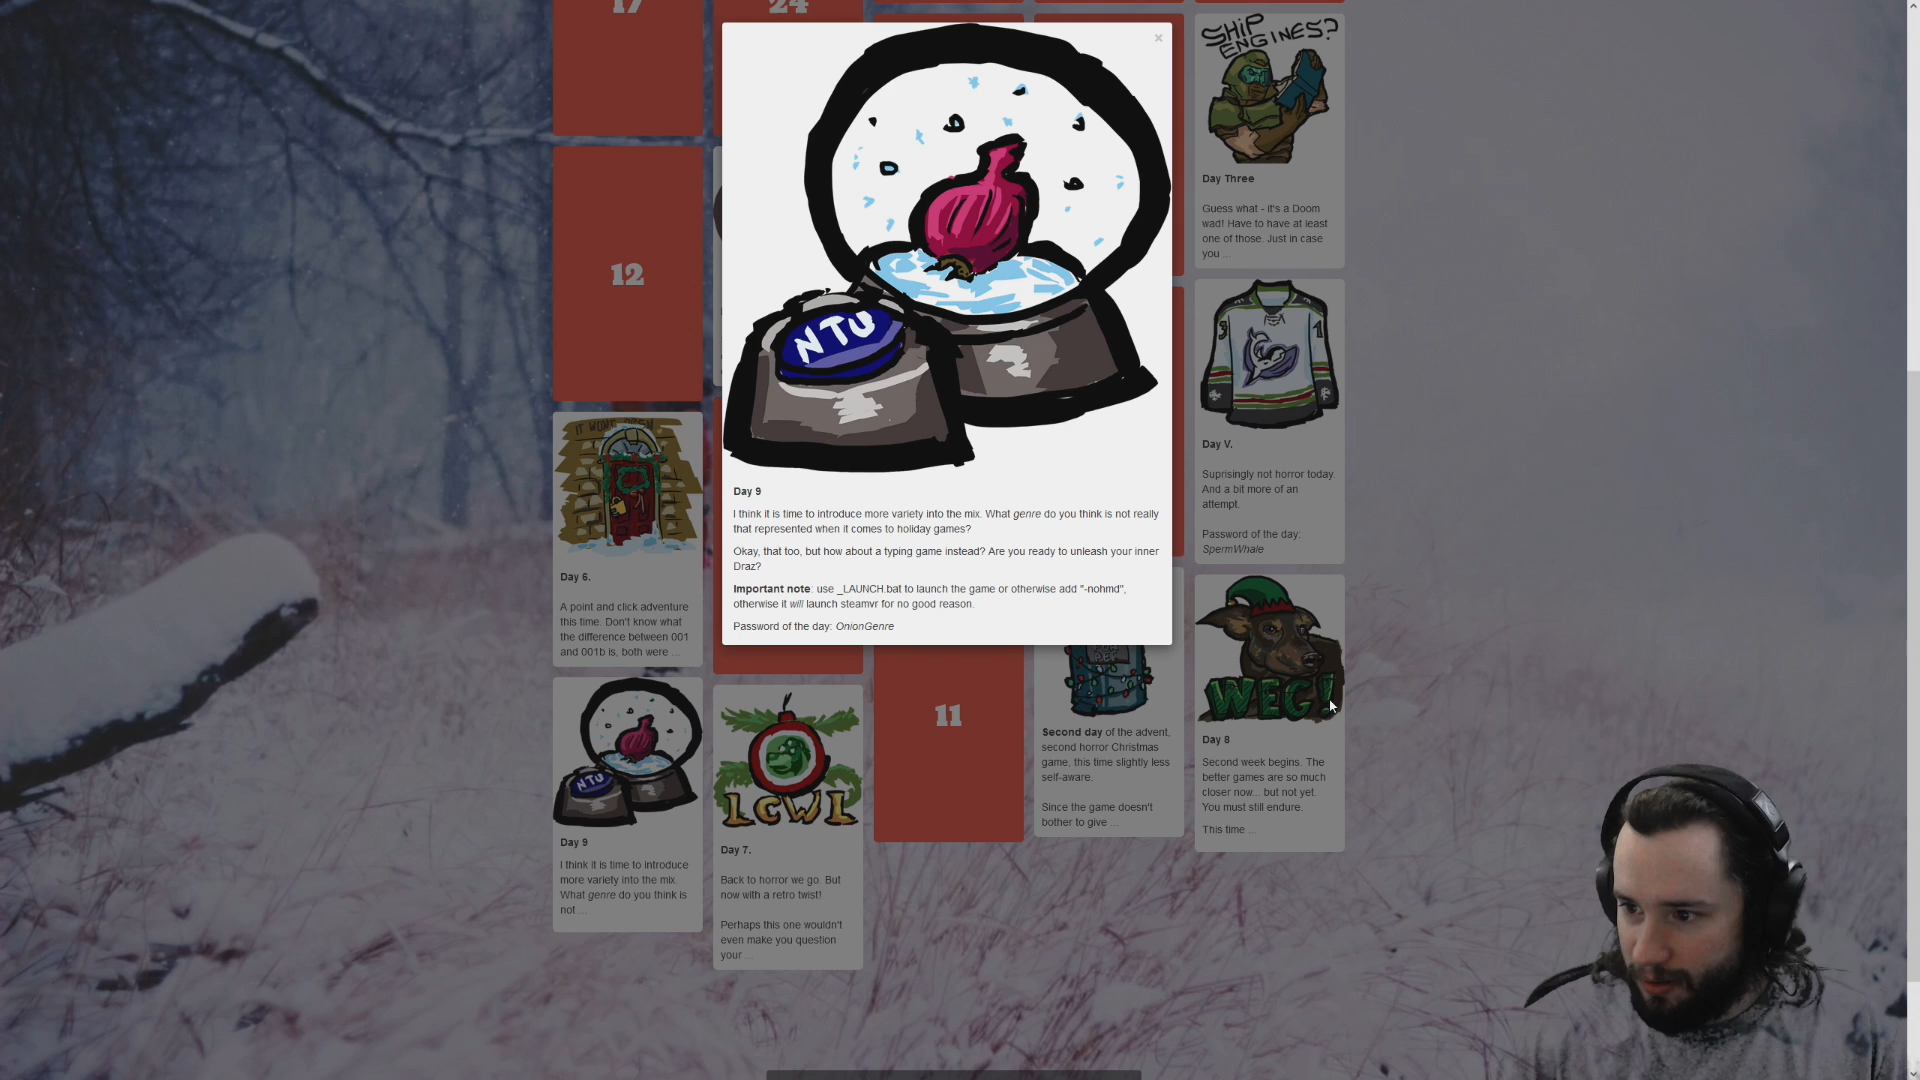 17
24
SHIP
ENGINES?
Day Three
Guess what - it's a Doom
wad! Have to have at least
one of those. Just in case
you ...
12
NTU
Day 9
I think it is time to introduce more variety into the mix. What genre do you think is not really
that represented when it comes to holiday games?
Okay, that too, but how about a typing game instead? Are you ready to unleash your inner
Draz?
Important note: use _LAUNCH.bat to launch the game or otherwise add "-nohmd",
otherwise it will launch steamvr for no good reason.
Password of the day: OnionGenre
3
1
Day V.
Suprisingly not horror today.
And a bit more of an
attempt.
Password of the day:
SpermWhale
IT WONT OPEN
Day 6.
A point and click adventure
this time. Don't know what
the difference between 001
and 001b is, both were ...
NTU
Day 9
I think it is time to introduce
more variety into the mix.
What genre do you think is
not ...
LCWL
Day 7.
Back to horror we go. But
now with a retro twist!
Perhaps this one wouldn't
even make you question
your ...
11
Second day of the advent,
second horror Christmas
game, this time slightly less
self-aware.
Since the game doesn't
bother to give ...
WEG!
Day 8
Second week begins. The
better games are so much
closer now... but not yet.
You must still endure.
This time ...